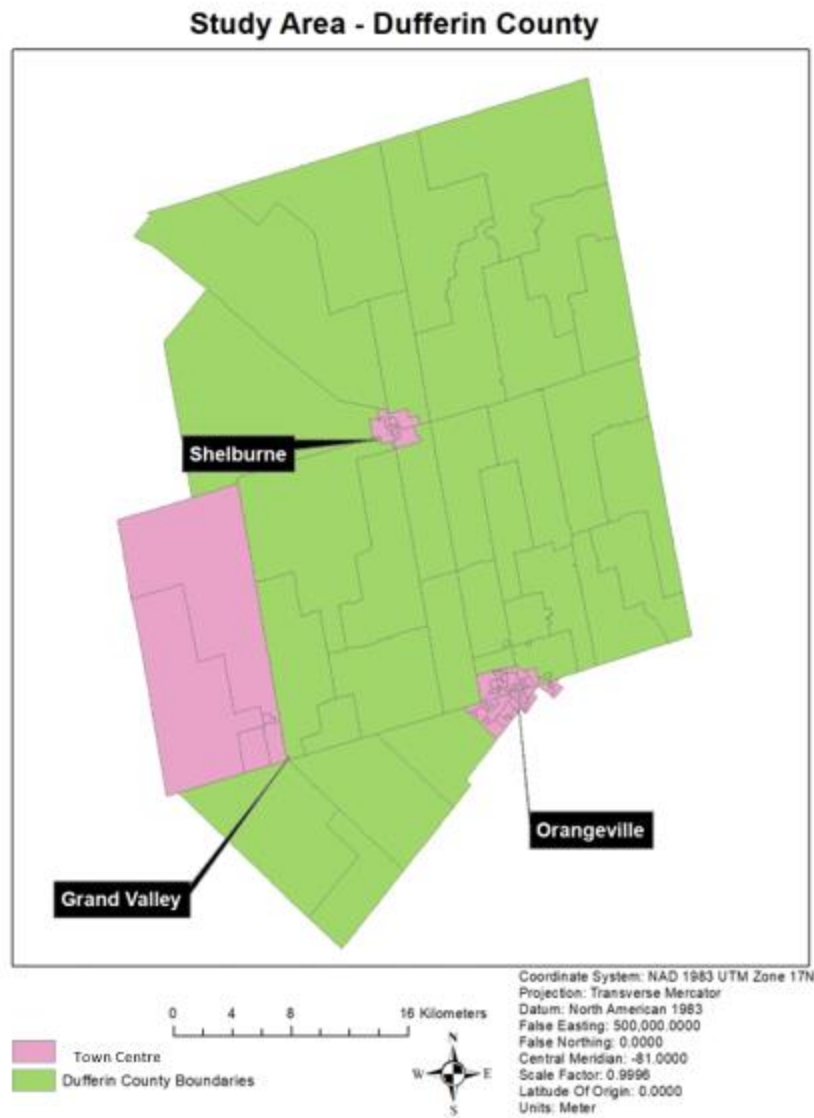 Study Area - Dufferin County
Shelburne
Orangeville
Grand Valley
Coordinate System: NAD 1983 UTM Zone 17N
Projection: Transverse Mercator
Datum: North American 1983
False Easting: 500,000.0000
False Northing: 0.0000
Central Meridian: -81.0000
Scale Factor: 0.9996
Latitude Of Origin: 0.0000
Units: Meter
0 4 8 16 Kilometers
N
W E
S
Town Centre
Dufferin County Boundaries